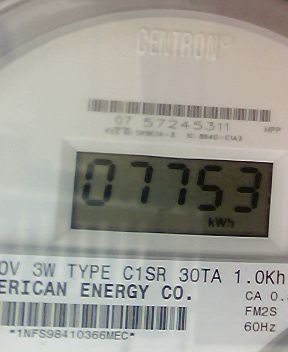 CENTRON®
07 57245311
07753
kWh
0V 3W TYPE C1SR 30TA 1.0Kh
ERICAN ENERGY CO.
CA 0.
FM2S
60Hz
*1NFS98410366MEC*